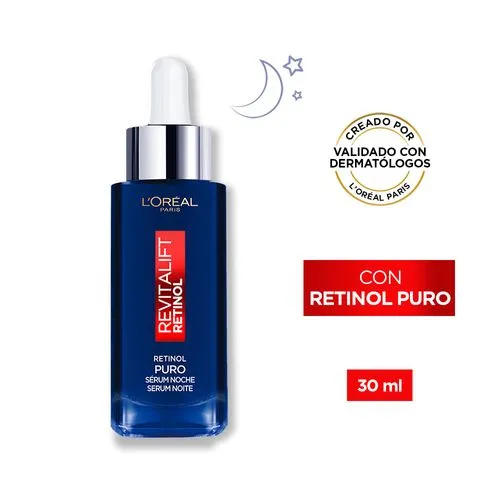 L'ORÉAL
PARIS
REVITALIFT
RETINOL
RETINOL
PURO
SÉRUM NOCHE
SERUM NOITE
CREADO POR
VALIDADO CON
DERMATÓLOGOS
L'ORÉAL PARIS
CON
RETINOL PURO
30 ml